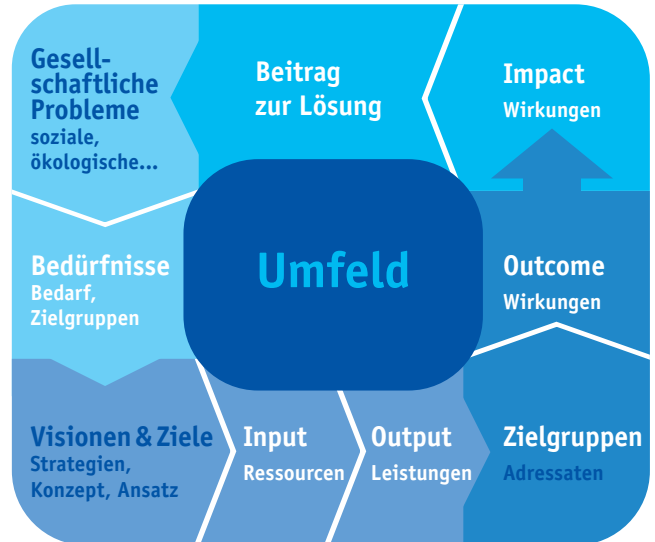 Gesell-
schaftliche
Probleme
soziale,
ökologische...
Beitrag
zur Lösung
Impact
Wirkungen
Bedürfnisse
Bedarf,
Zielgruppen
Umfeld
Outcome
Wirkungen
Visionen & Ziele
Strategien,
Konzept, Ansatz
Input
Ressourcen
Output
Leistungen
Zielgruppen
Adressaten